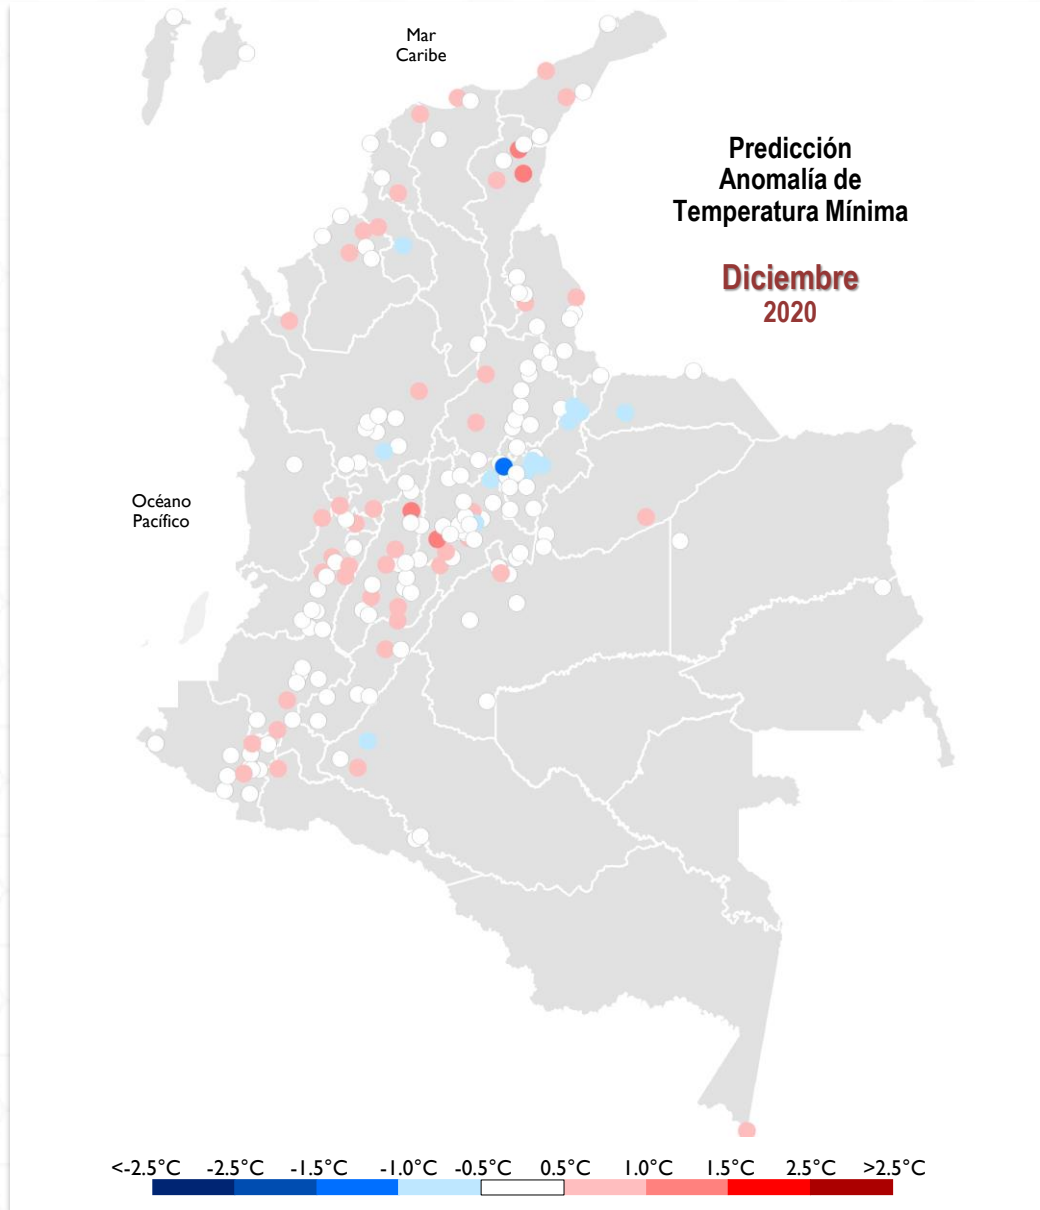 Mar
Caribe
Predicción
Anomalía de
Temperatura Mínima
Diciembre
2020
Océano
Pacífico
<-2.5°C -2.5°C -1.5°C -1.0°C -0.5°C 0.5°C 1.0°C 1.5°C 2.5°C >2.5°C